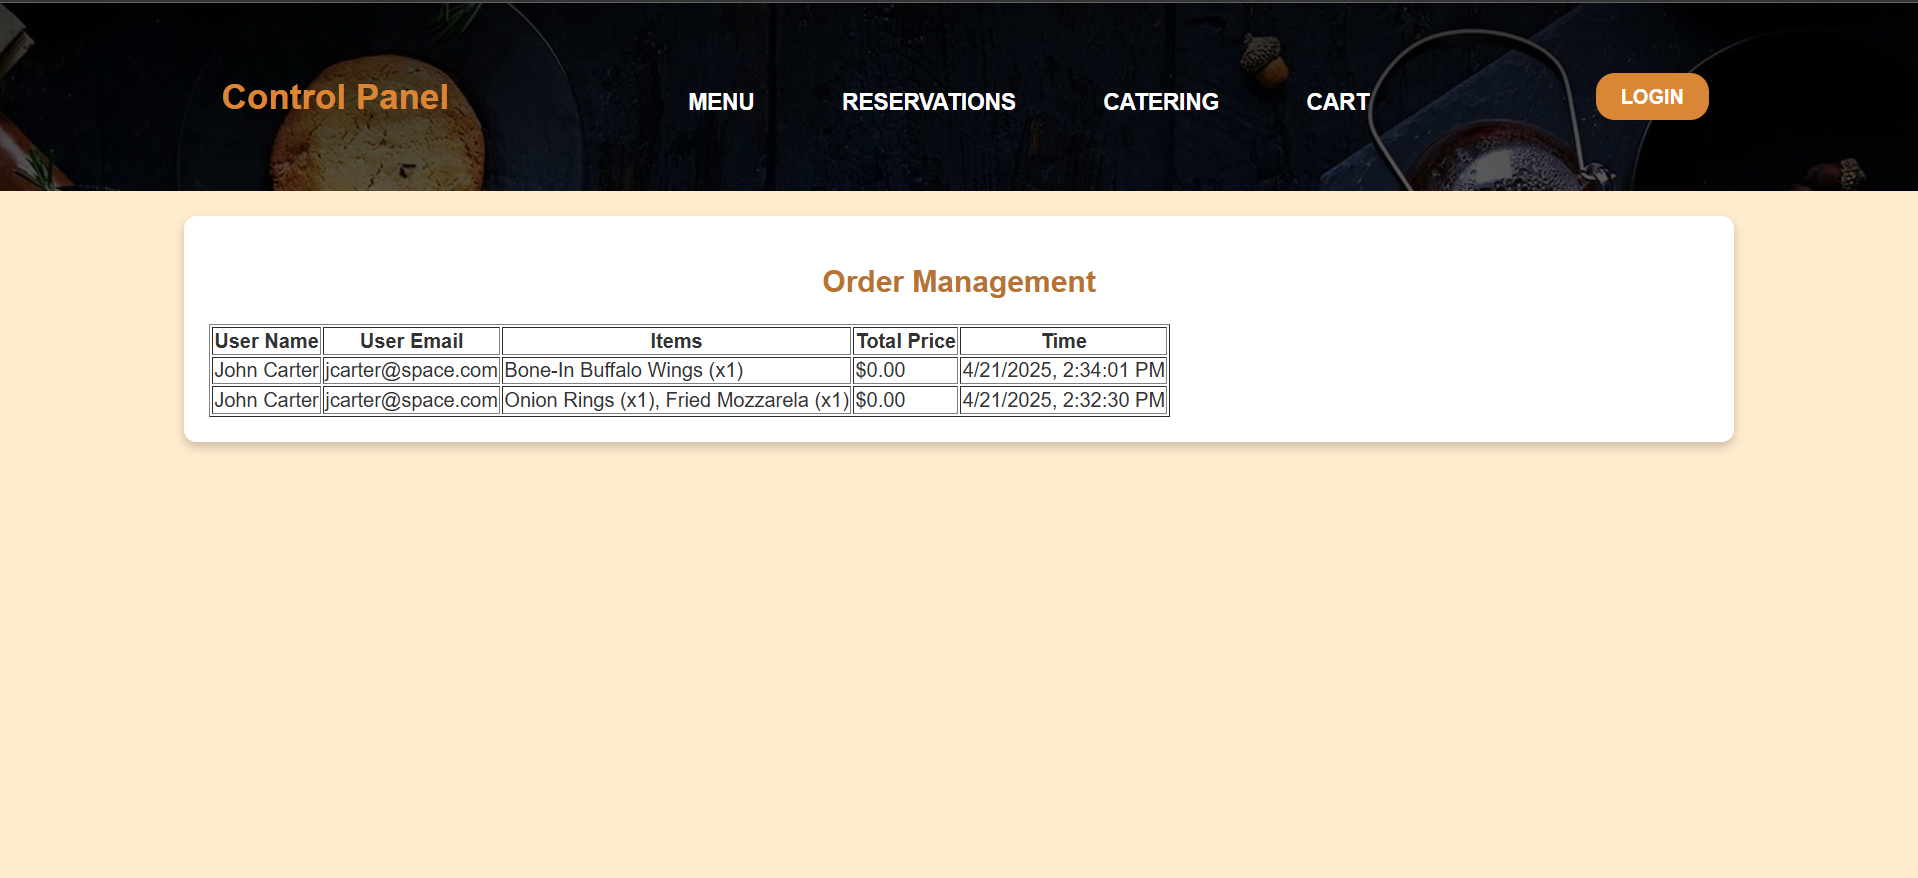 Control Panel
MENU RESERVATIONS CATERING CART
LOGIN
Order Management
User Name User Email Items Total Price Time
John Carter jcarter@space.com Bone-In Buffalo Wings (x1) $0.00 4/21/2025, 2:34:01 PM
John Carter jcarter@space.com Onion Rings (x1), Fried Mozzarela (x1) $0.00 4/21/2025, 2:32:30 PM